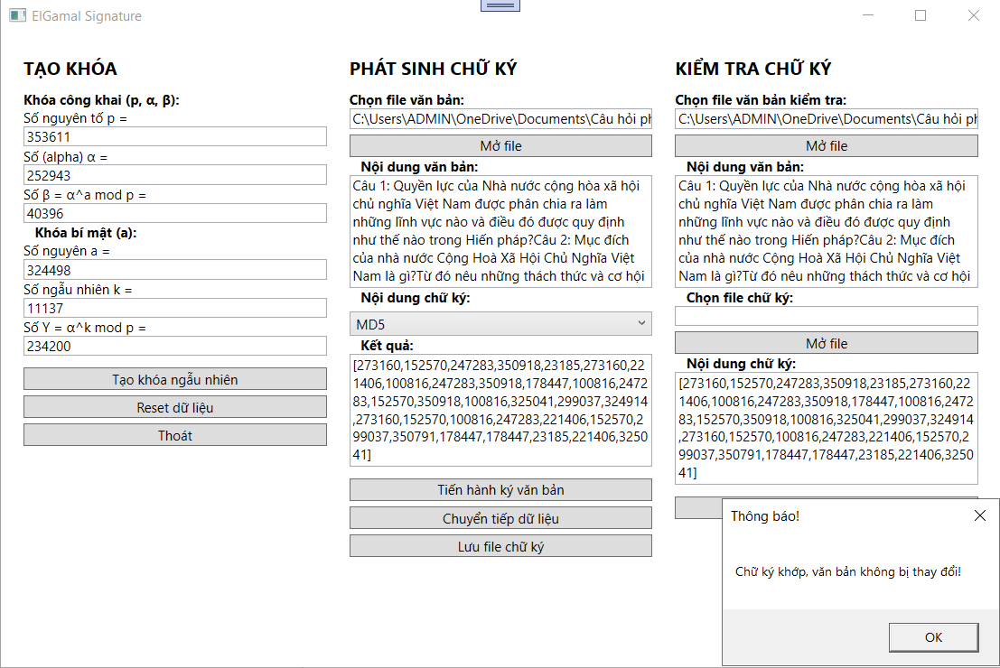 ElGamal Signature
TẠO KHÓA
Khóa công khai (p, α, β):
Số nguyên tố p =
353611
Số (alpha) α =
252943
Số β = α^a mod p =
40396
Khóa bí mật (a):
Số nguyên a =
324498
Số ngẫu nhiên k =
11137
Số Y = α^k mod p =
234200
Tạo khóa ngẫu nhiên
Reset dữ liệu
Thoát
PHÁT SINH CHỮ KÝ
Chọn file văn bản:
C:\Users\ADMIN\OneDrive\Documents\Câu hỏi ph
Mở file
Nội dung văn bản:
Câu 1: Quyền lực của Nhà nước cộng hòa xã hội
chủ nghĩa Việt Nam được phân chia ra làm
những lĩnh vực nào và điều đó được quy định
như thế nào trong Hiến pháp?Câu 2: Mục đích
của nhà nước Cộng Hoà Xã Hội Chủ Nghĩa Việt
Nam là gì?Từ đó nêu những thách thức và cơ hội
Nội dung chữ ký:
MD5
Kết quả:
[273160,152570,247283,350918,23185,273160,22
1406,100816,247283,350918,178447,100816,2472
83,152570,350918,100816,325041,299037,324914
,273160,152570,100816,247283,221406,152570,2
99037,350791,178447,178447,23185,221406,3250
41]
Tiến hành ký văn bản
Chuyển tiếp dữ liệu
Lưu file chữ ký
KIỂM TRA CHỮ KÝ
Chọn file văn bản kiểm tra:
C:\Users\ADMIN\OneDrive\Documents\Câu hỏi ph
Mở file
Nội dung văn bản:
Câu 1: Quyền lực của Nhà nước cộng hòa xã hội
chủ nghĩa Việt Nam được phân chia ra làm
những lĩnh vực nào và điều đó được quy định
như thế nào trong Hiến pháp?Câu 2: Mục đích
của nhà nước Cộng Hoà Xã Hội Chủ Nghĩa Việt
Nam là gì?Từ đó nêu những thách thức và cơ hội
Chọn file chữ ký:
Mở file
Nội dung chữ ký:
[273160,152570,247283,350918,23185,273160,22
1406,100816,247283,350918,178447,100816,2472
83,152570,350918,100816,325041,299037,324914
,273160,152570,100816,247283,221406,152570,2
99037,350791,178447,178447,23185,221406,3250
41]
Thông báo!
Chữ ký khớp, văn bản không bị thay đổi!
OK